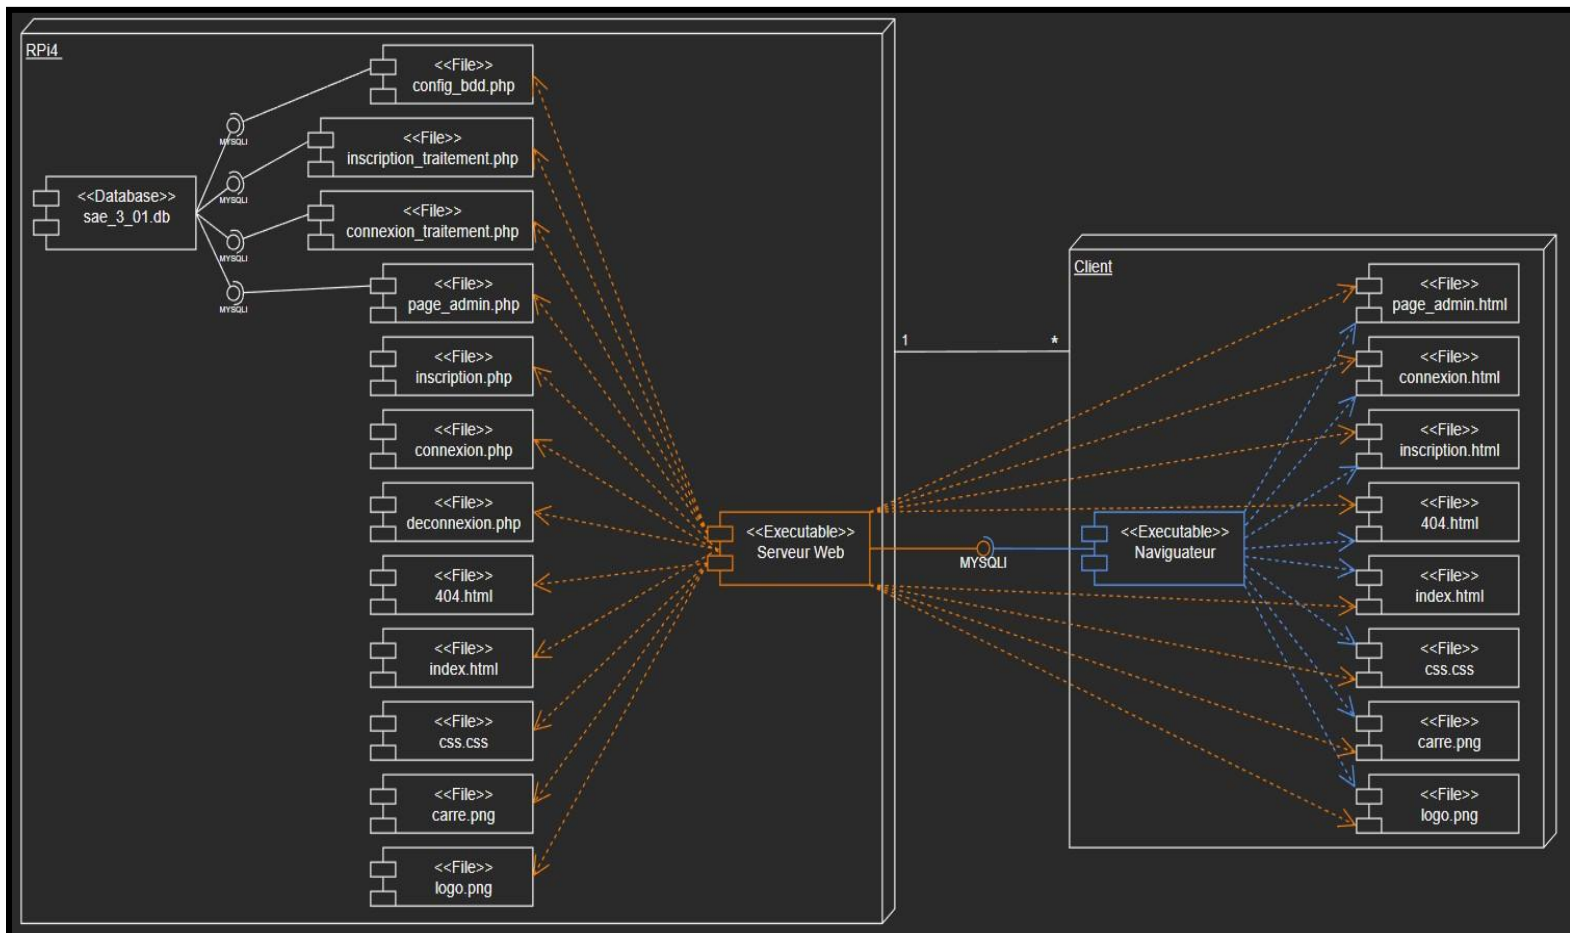 RPi4
<<File>>
config_bdd.php
MYSQLI
<<File>>
inscription_traitement.php
MYSQLI
<<Database>>
sae_3_01.db
<<File>>
connexion_traitement.php
MYSQLI
<<File>>
page_admin.php
MYSQLI
<<File>>
inscription.php
<<File>>
connexion.php
<<File>>
deconnexion.php
<<File>>
404.html
<<File>>
index.html
<<File>>
css.css
<<File>>
carre.png
<<File>>
logo.png
<<Executable>>
Serveur Web
1
*
MYSQLI
Client
<<Executable>>
Naviguateur
<<File>>
page_admin.html
<<File>>
connexion.html
<<File>>
inscription.html
<<File>>
404.html
<<File>>
index.html
<<File>>
css.css
<<File>>
carre.png
<<File>>
logo.png